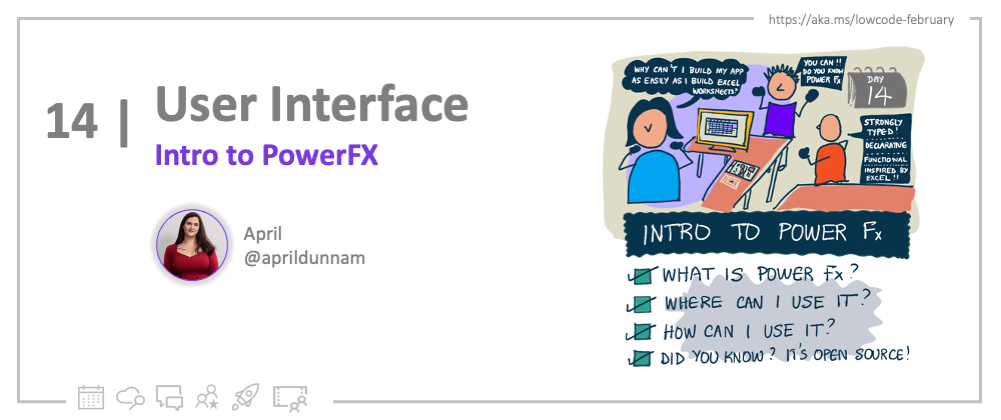 https://aka.ms/lowcode-february
14 |
User Interface
Intro to PowerFX
April
@aprildunnam
WHY CAN'T I BUILD MY APP
AS EASILY AS I BUILD EXCEL
WORKSHEETS?
YOU CAN!!
DID YOU KNOW
POWER Fx
DAY
14
STRONGLY
TYPED!
DECLARATIVE
FUNCTIONAL
INSPIRED BY
EXCEL!!
INTRO TO POWER Fx
WHAT IS POWER Fx?
WHERE CAN I USE IT?
HOW CAN I USE IT?
DID YOU KNOW? IT'S OPEN SOURCE!